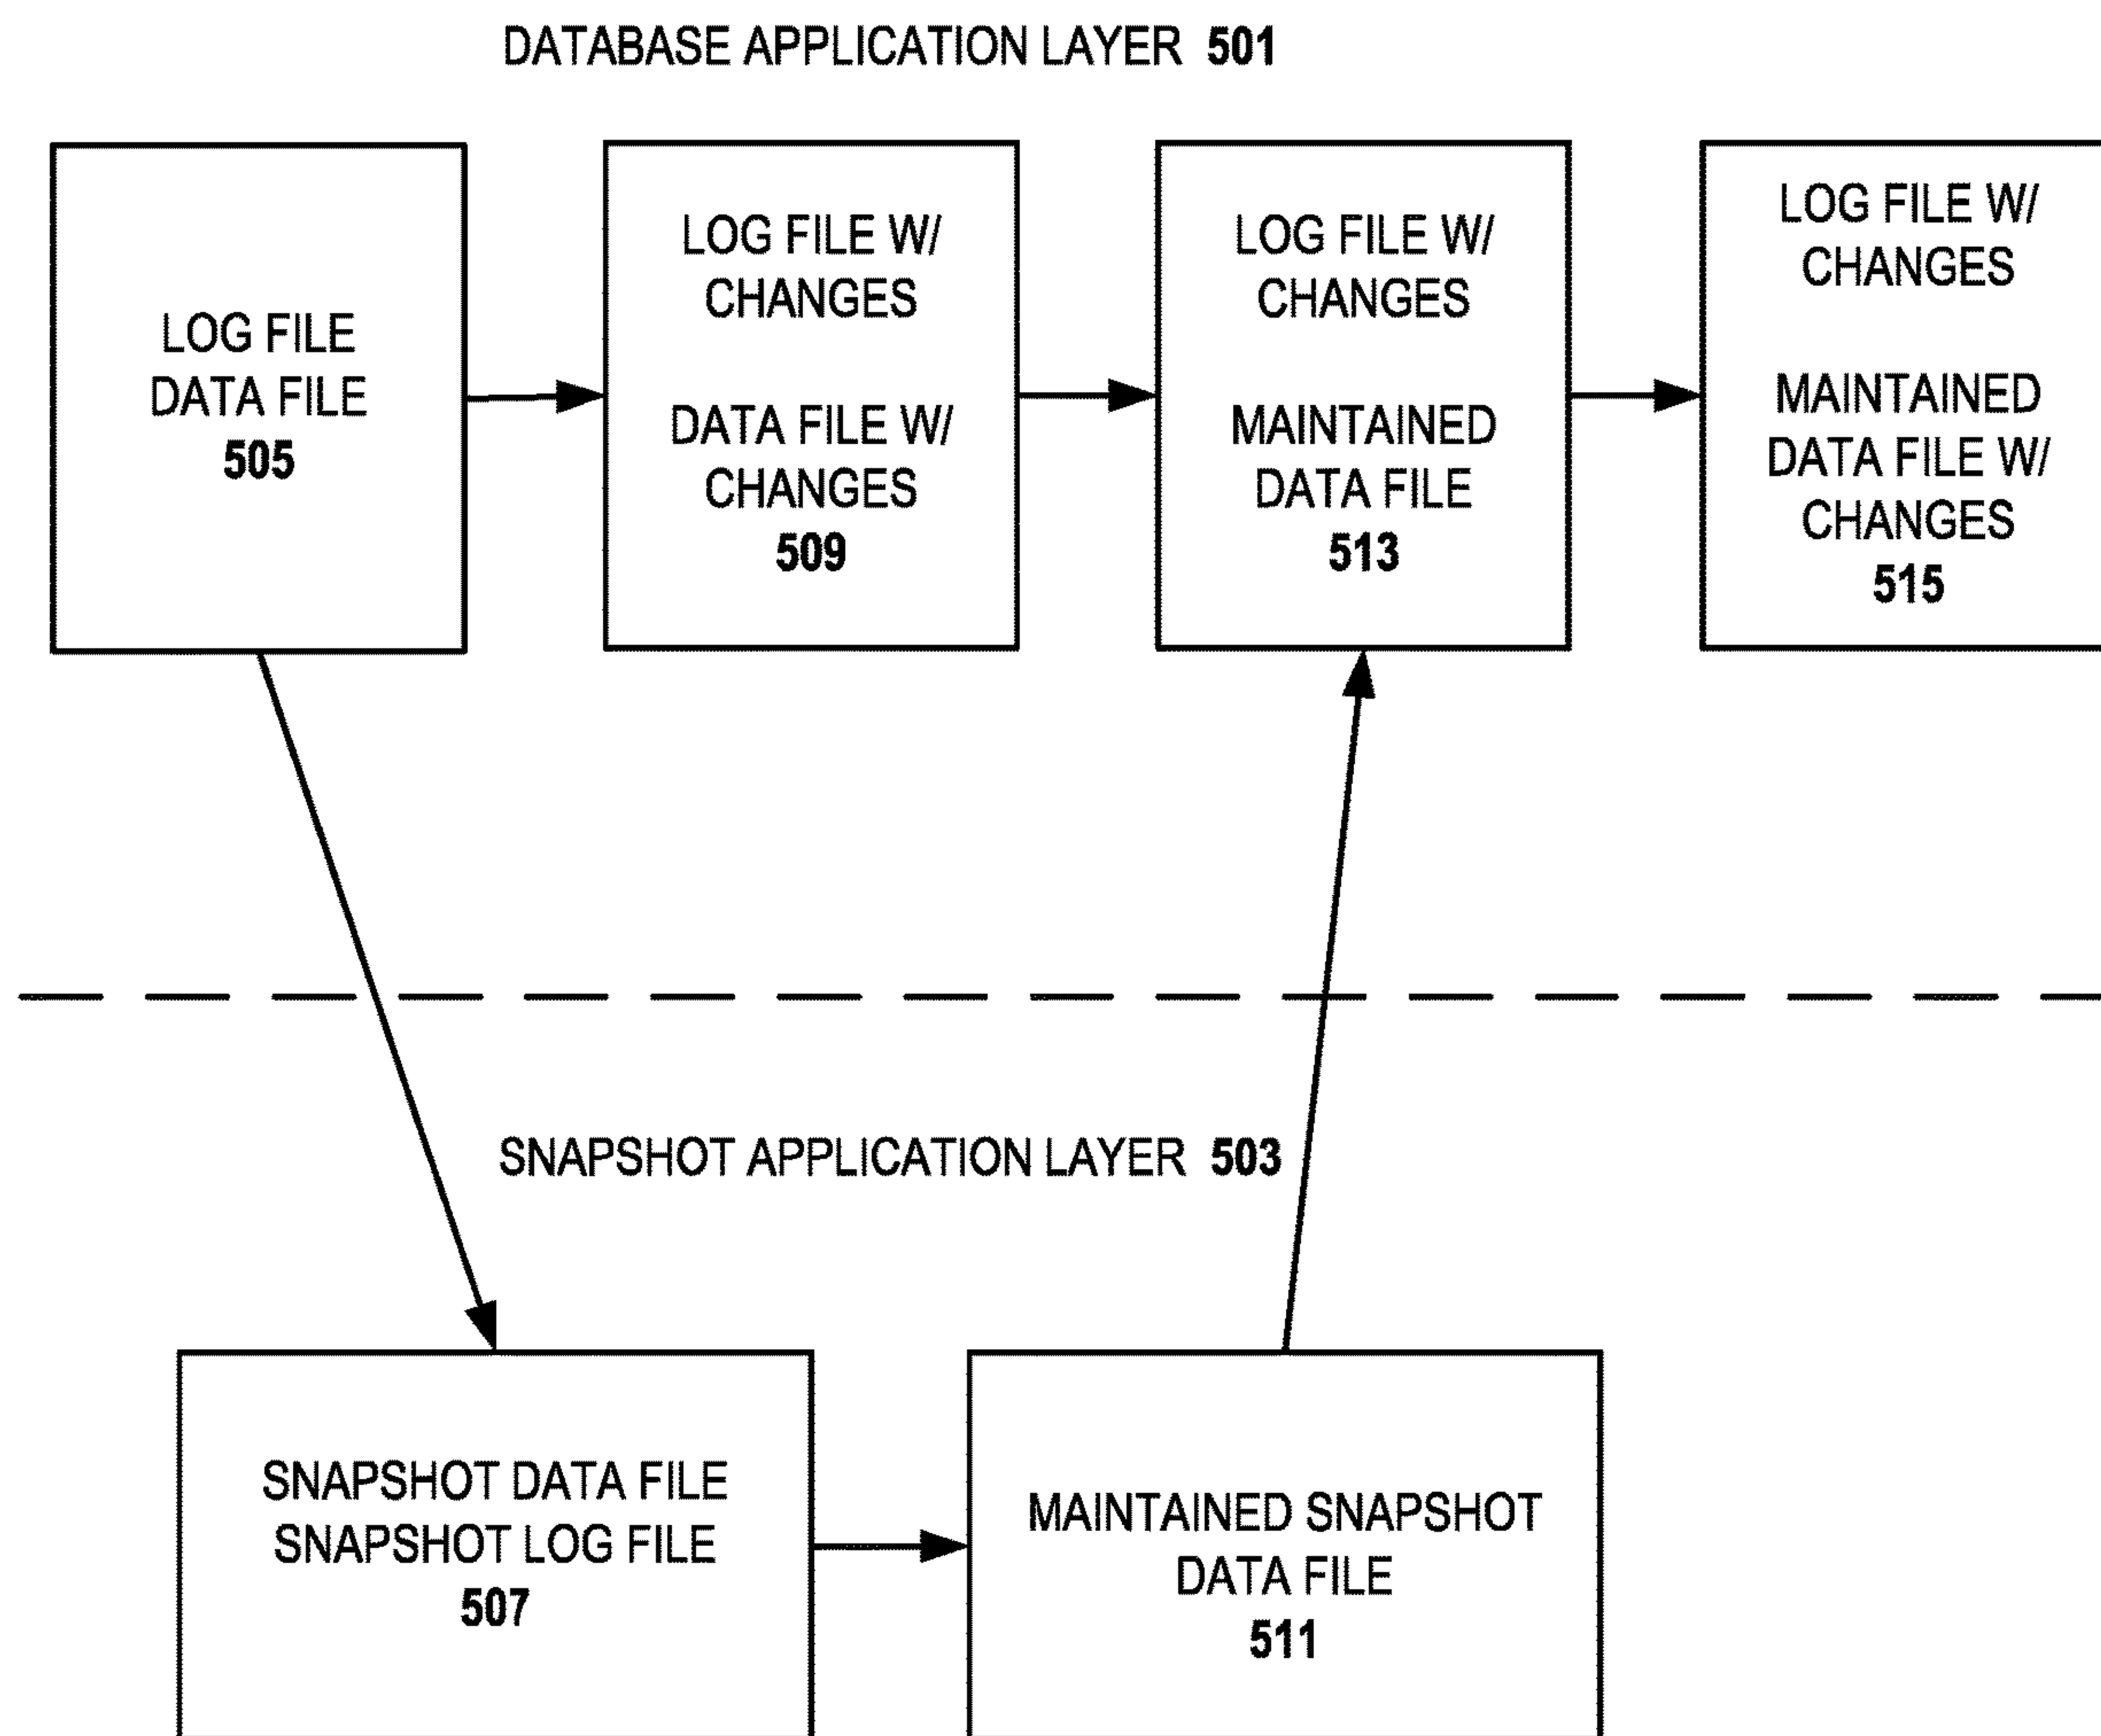 DATABASE APPLICATION LAYER 501
LOG FILE
DATA FILE
505
LOG FILE W/
CHANGES
DATA FILE W/
CHANGES
509
LOG FILE W/
CHANGES
MAINTAINED
DATA FILE
513
LOG FILE W/
CHANGES
MAINTAINED
DATA FILE W/
CHANGES
515
SNAPSHOT APPLICATION LAYER 503
SNAPSHOT DATA FILE
SNAPSHOT LOG FILE
507
MAINTAINED SNAPSHOT
DATA FILE
511